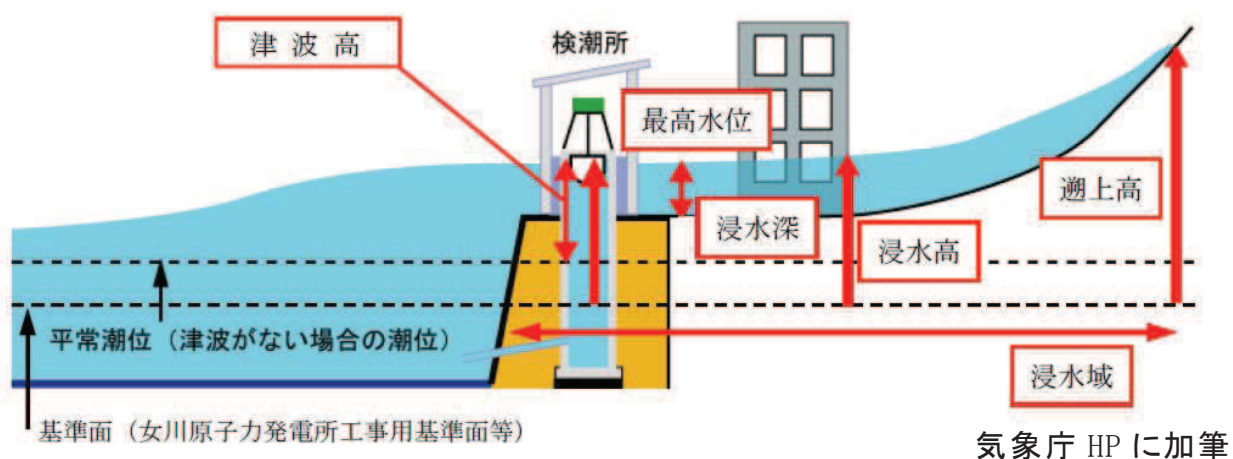 津 波 高
検潮所
最高水位
遡上高
浸水深
浸水高
平常潮位（津波がない場合の潮位）
浸水域
基準面（女川原子力発電所工事用基準面等）
気象庁 HP に加筆